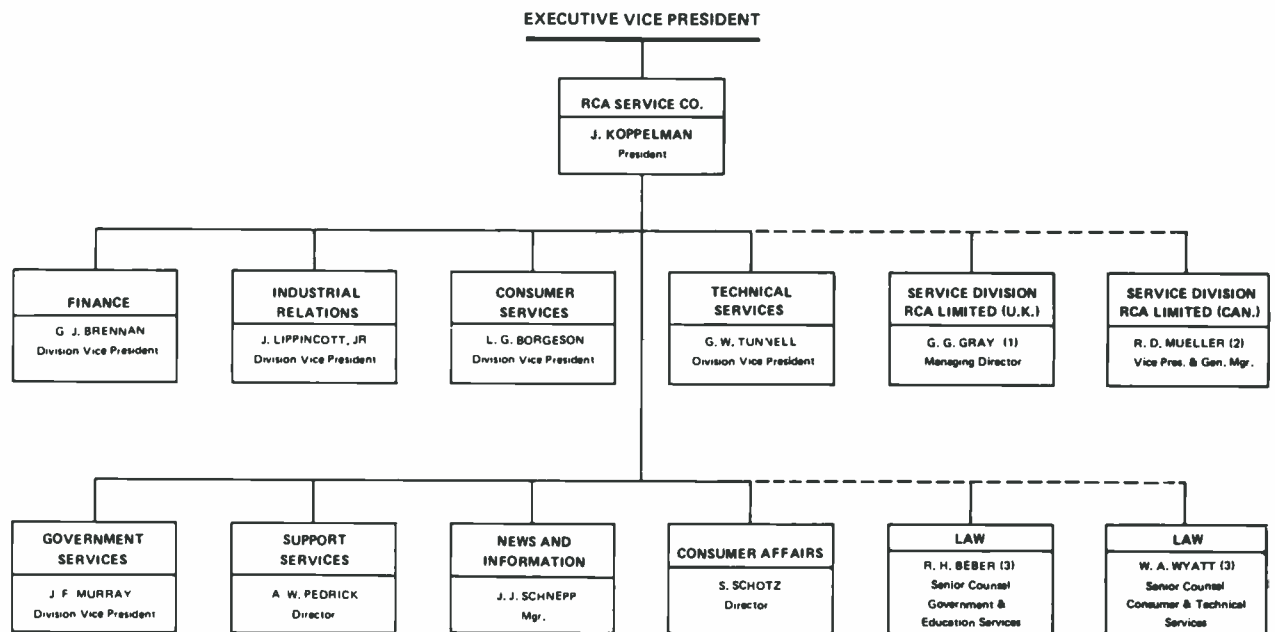 EXECUTIVE VICE PRESIDENT
RCA SERVICE CO.
J. KOPPELMAN
President
FINANCE
G J. BRENNAN
Division Vice President
INDUSTRIAL
RELATIONS
J. LIPPINCOTT, JR
Division Vice President
CONSUMER
SERVICES
L. G. BORGESON
Division Vice President
TECHNICAL
SERVICES
G. W. TUNNELL
Division Vice President
SERVICE DIVISION
RCA LIMITED (U.K.)
G. G. GRAY (1)
Managing Director
SERVICE DIVISION
RCA LIMITED (CAN.)
R. D. MUELLER (2)
Vice Pres. & Gen. Mgr.
GOVERNMENT
SERVICES
J F MURRAY
Division Vice President
SUPPORT
SERVICES
A W. PEDRICK
Director
NEWS AND
INFORMATION
J. J. SCHNEPP
Mgr.
CONSUMER AFFAIRS
S. SCHOTZ
Director
LAW
R. H. BEBER (3)
Senior Counsel
Government &
Education Services
LAW
W. A. WYATT (3)
Senior Counsel
Consumer & Technical
Services